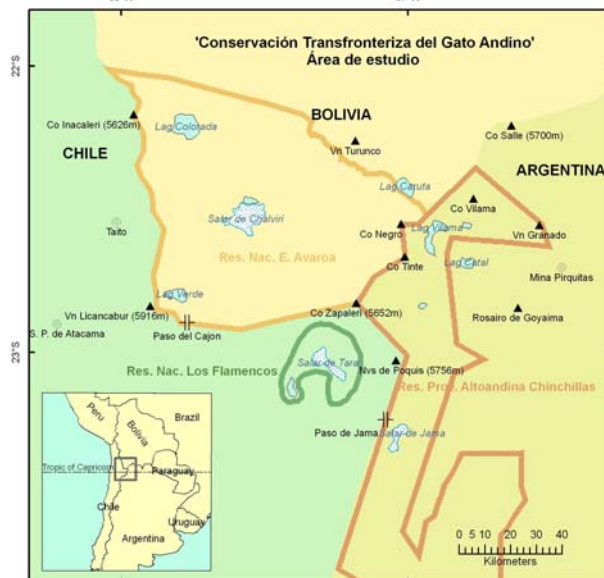 'Conservación Transfronteriza del Gato Andino'
Área de estudio
22°S
BOLIVIA
Co Inacaleri (5626m)
Lag Colorada
Co Salle (5700m)
Vn Turunco
CHILE
ARGENTINA
Lag Caruta
Co Vilama
Salar de Chalviri
Taito
Co Negro
Lag Vilama
Vn Granado
Res. Nac. E. Avaroa
Co Tinte
Lag Catal
Mina Pirquitas
Lag Verde
Vn Licancabur (5916m)
Co Zapaleri (5652m)
Rosairo de Goyaima
S. P. de Atacama
Paso del Cajon
23°S
Salar de Tara
Nvs de Poquis (5756m)
Res. Nac. Los Flamencos
Res. Prov. Altoandina Chinchillas
Paso de Jama
Salar de Jama
Peru
Bolivia
Brazil
Tropic of Capricorn
Paraguay
Chile
Uruguay
Argentina
0 5 10 20 30 40
Kilometers